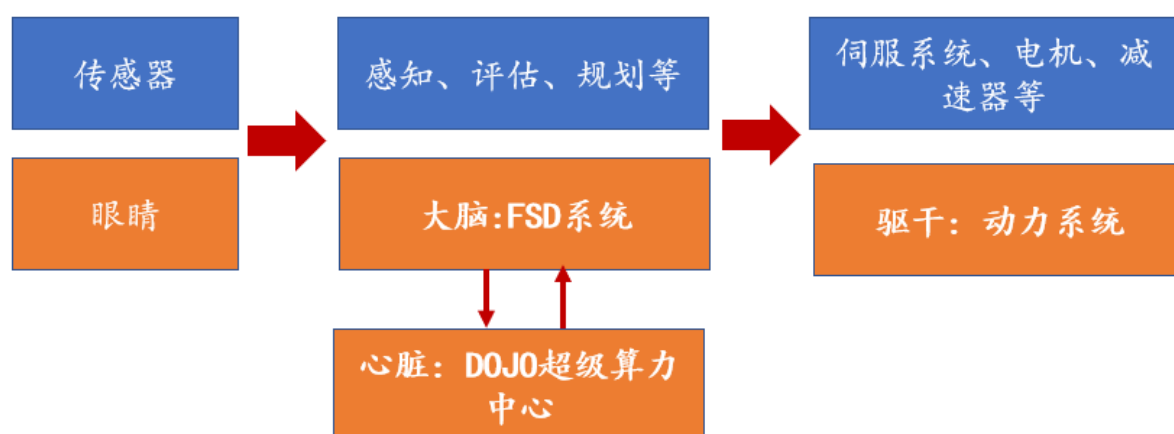 传感器
感知、评估、规划等
伺服系统、电机、减
速器等
眼睛
大脑:FSD系统
驱干：动力系统
心脏：DOJO超级算力
中心